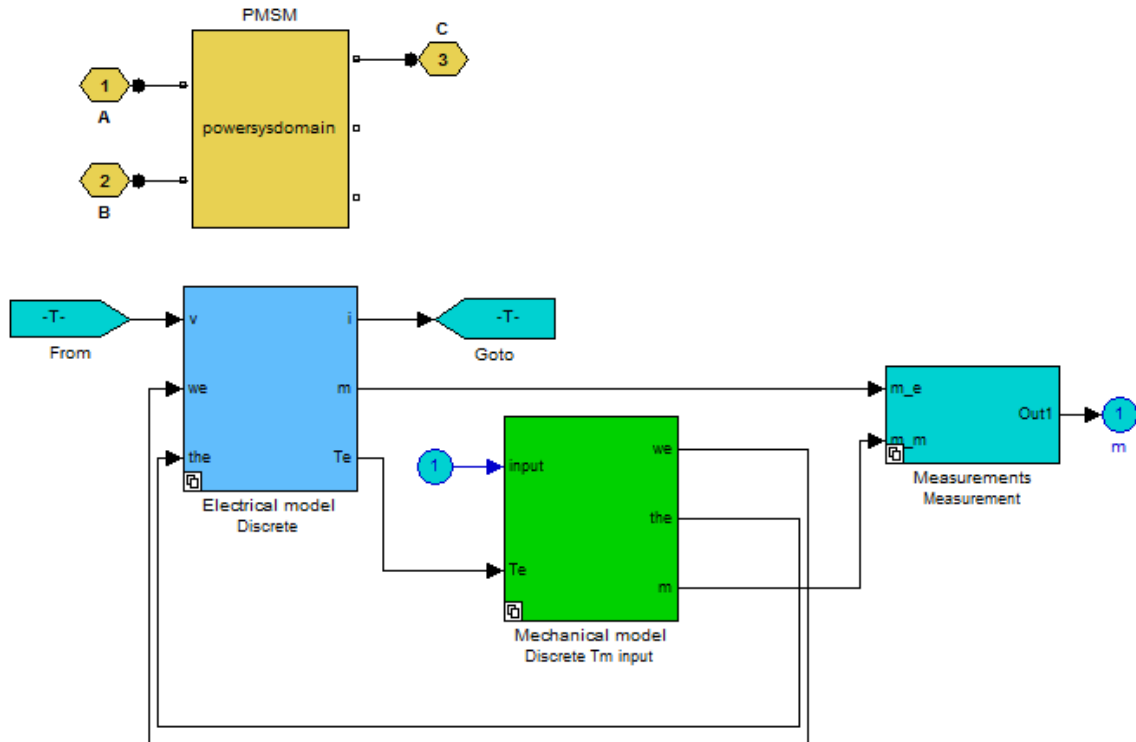 PMSM
C
3
1
A
powersysdomain
2
B
-T-
From
v
i
-T-
Goto
we
m
the
Te
Electrical model
Discrete
1
input
we
the
Te
m
Mechanical model
Discrete Tm input
m_e
Out1
m_m
1
m
Measurements
Measurement